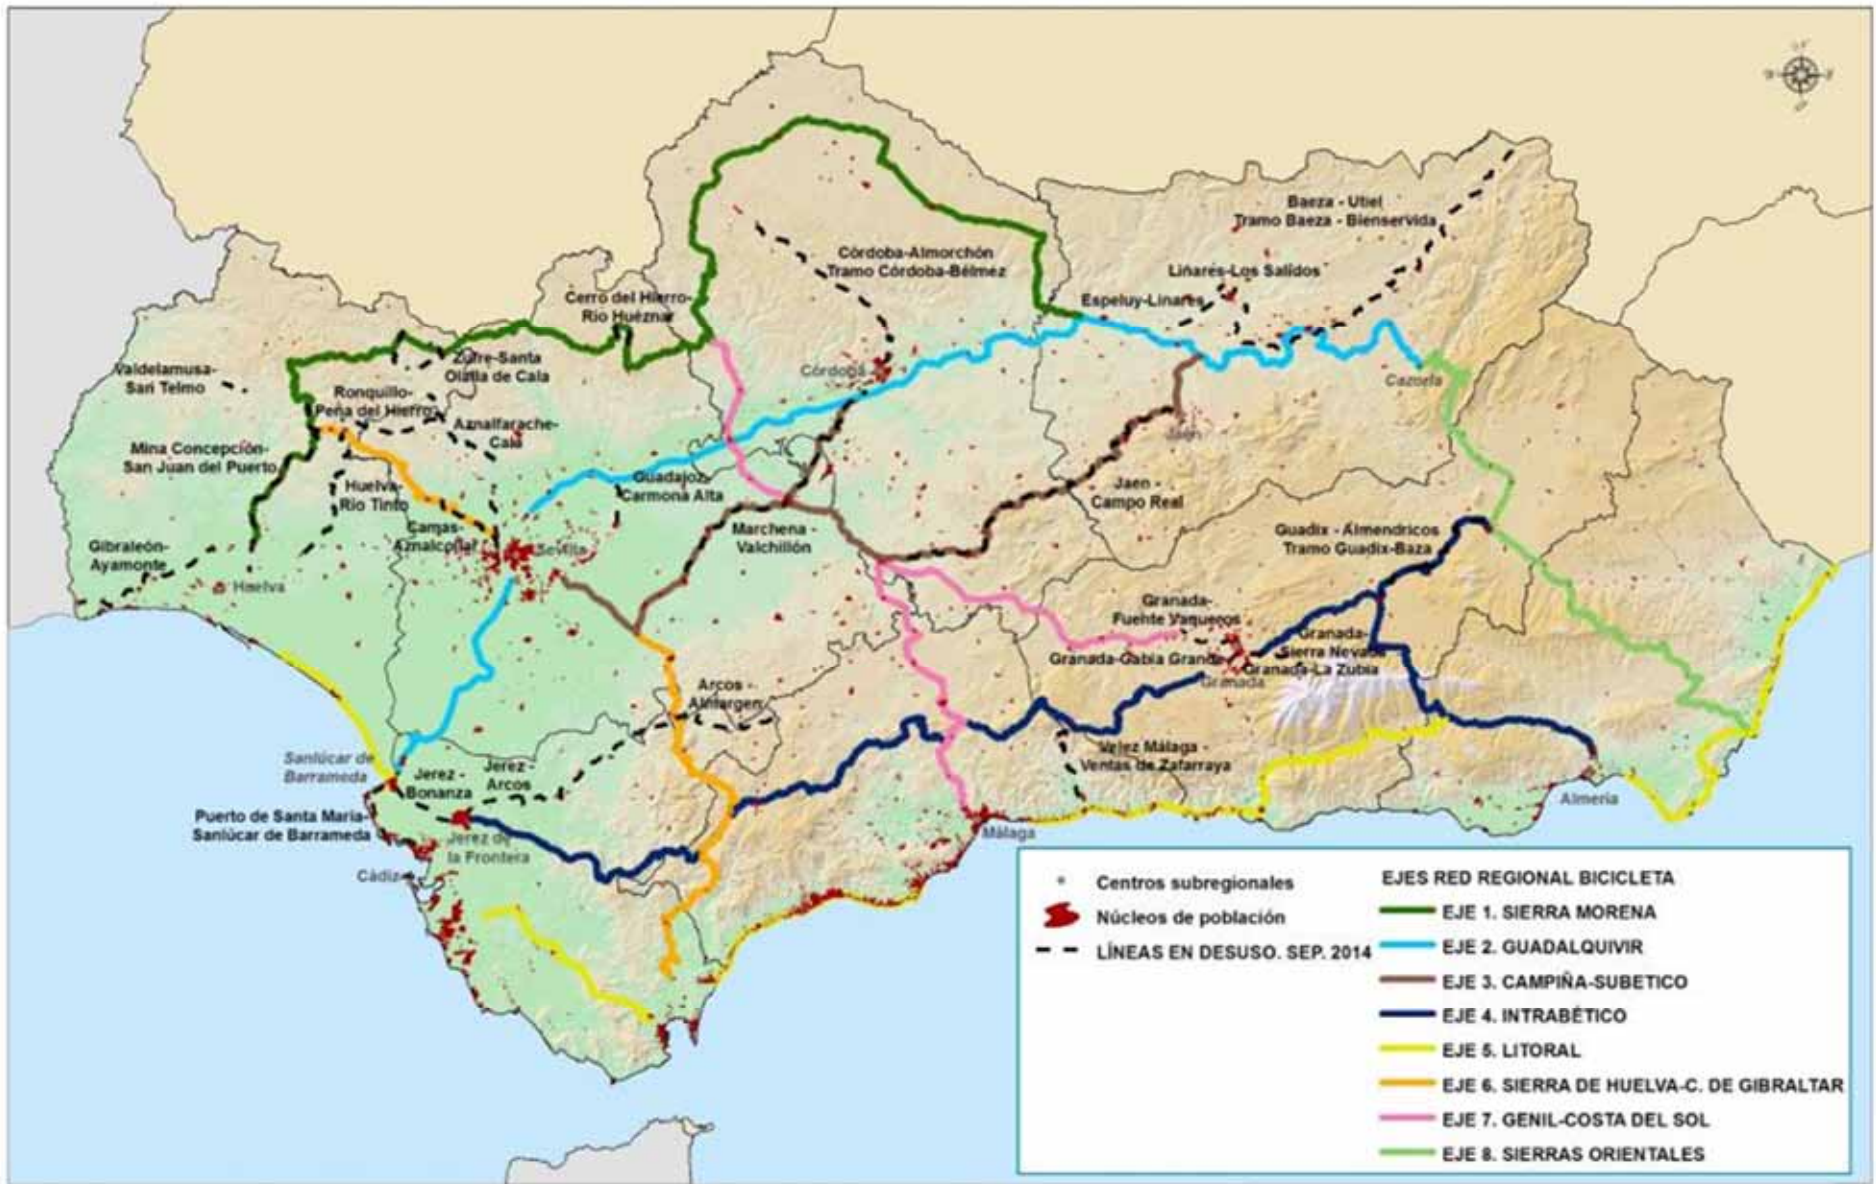 Baeza - Utiel
Tramo Baeza - Bienservida
Córdoba-Almorchón
Tramo Córdoba-Bélmez
Linares-Los Salidos
Espeluy-Linares
Cerro del Hierro-
Río Huéznar
Valdelamusa-
San Telmo
Zufre-Santa
Olalla de Cala
Córdoba
Cazorla
Ronquillo-
Peña del Hierro
Aznalfarache-
Cala
Jaén
Mina Concepción-
San Juan del Puerto
Huelva-
Río Tinto
Guadajoz-
Carmona Alta
Jaen -
Campo Real
Camas-
Aznalcóllar
Sevilla
Marchena -
Valchillón
Guadix - Almendricos
Tramo Guadix-Baza
Gibraleón-
Ayamonte
Huelva
Granada-
Fuente Vaqueros
Granada-
Sierra Nevada
Granada-Gabia Grande
Granada-La Zubia
Granada
Arcos -
Almargen
Sanlúcar de
Barrameda
Jerez -
Bonanza
Jerez -
Arcos
Velez Málaga -
Ventas de Zafarraya
Puerto de Santa María-
Sanlúcar de Barrameda
Jerez de
la Frontera
Málaga
Almería
Cádiz
Centros subregionales
Núcleos de población
LÍNEAS EN DESUSO. SEP. 2014
EJES RED REGIONAL BICICLETA
EJE 1. SIERRA MORENA
EJE 2. GUADALQUIVIR
EJE 3. CAMPIÑA-SUBETICO
EJE 4. INTRABÉTICO
EJE 5. LITORAL
EJE 6. SIERRA DE HUELVA-C. DE GIBRALTAR
EJE 7. GENIL-COSTA DEL SOL
EJE 8. SIERRAS ORIENTALES